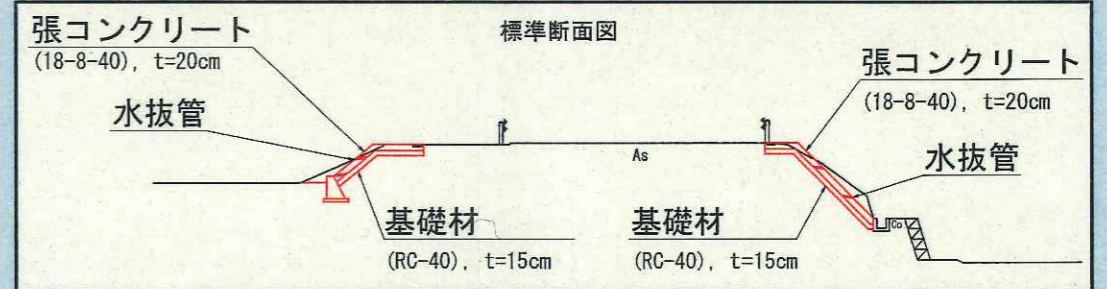 標準断面図
張コンクリート
(18-8-40), t=20cm
水抜管
基礎材
(RC-40), t=15cm
As
張コンクリート
(18-8-40), t=20cm
水抜管
基礎材
(RC-40), t=15cm
Co